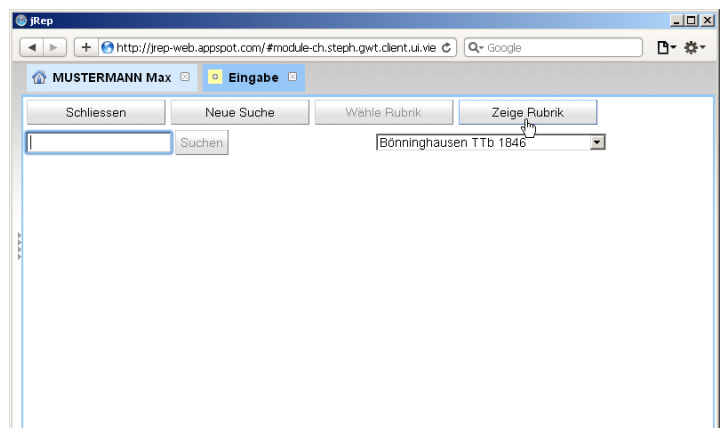 jRep
http://jrep-web.appspot.com/#module-ch.steph.gwt.client.ui.vie
Google
MUSTERMANN Max
Eingabe
Schliessen
Neue Suche
Wähle Rubrik
Zeige Rubrik
Suchen
Bönninghausen TTb 1846